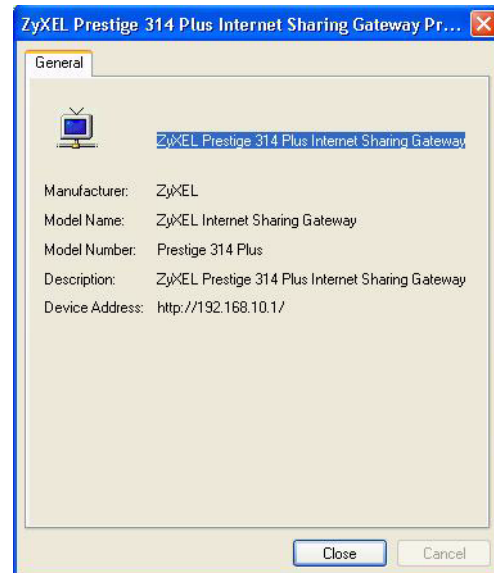 ZyXEL Prestige 314 Plus Internet Sharing Gateway Pr...
General
ZyXEL Prestige 314 Plus Internet Sharing Gateway
Manufacturer: ZyXEL
Model Name: ZyXEL Internet Sharing Gateway
Model Number: Prestige 314 Plus
Description: ZyXEL Prestige 314 Plus Internet Sharing Gateway
Device Address: http://192.168.10.1/
Close Cancel